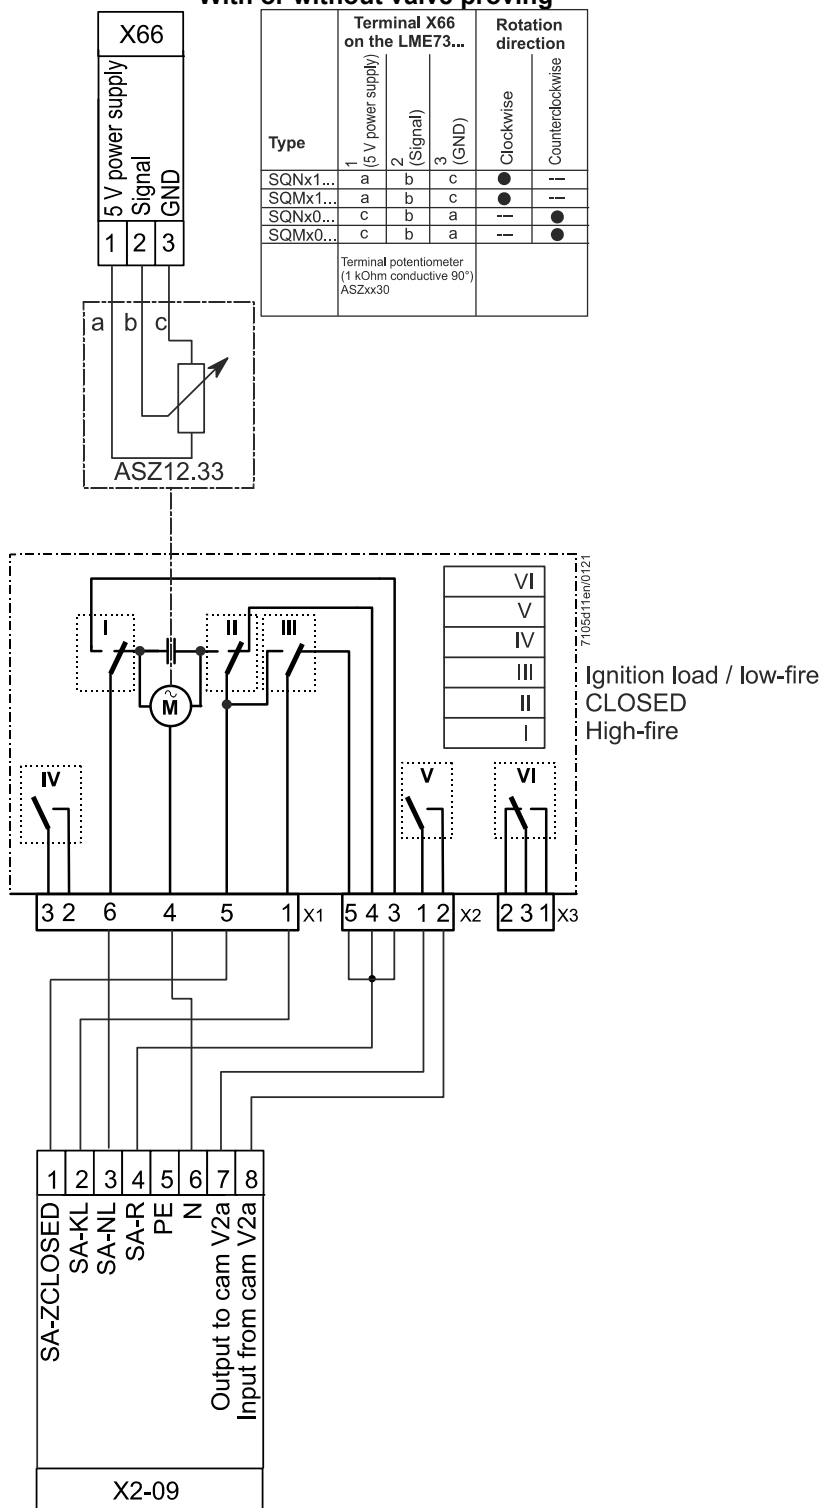 With or without valve proving
X66
5 V power supply
Signal
GND
1 2 3
Terminal X66
on the LME73...
Rotation
direction
Type
1
(5 V power supply)
2
(Signal)
3
(GND)
Clockwise
Counterclockwise
SQNx1... a b c ● ---
SQMx1... a b c ● ---
SQNx0... c b a --- ●
SQMx0... c b a --- ●
Terminal potentiometer
(1 kOhm conductive 90°)
ASZxx30
a b c
ASZ12.33
7105d11en/0121
VI
V
IV
III Ignition load / low-fire
II CLOSED
I High-fire
I II III
~
M
IV V VI
3 2 6 4 5 1 X1
5 4 3 1 2 X2
2 3 1 X3
1 2 3 4 5 6 7 8
SA-ZCLOSED
SA-KL
SA-NL
SA-R
PE
N
Output to cam V2a
Input from cam V2a
X2-09